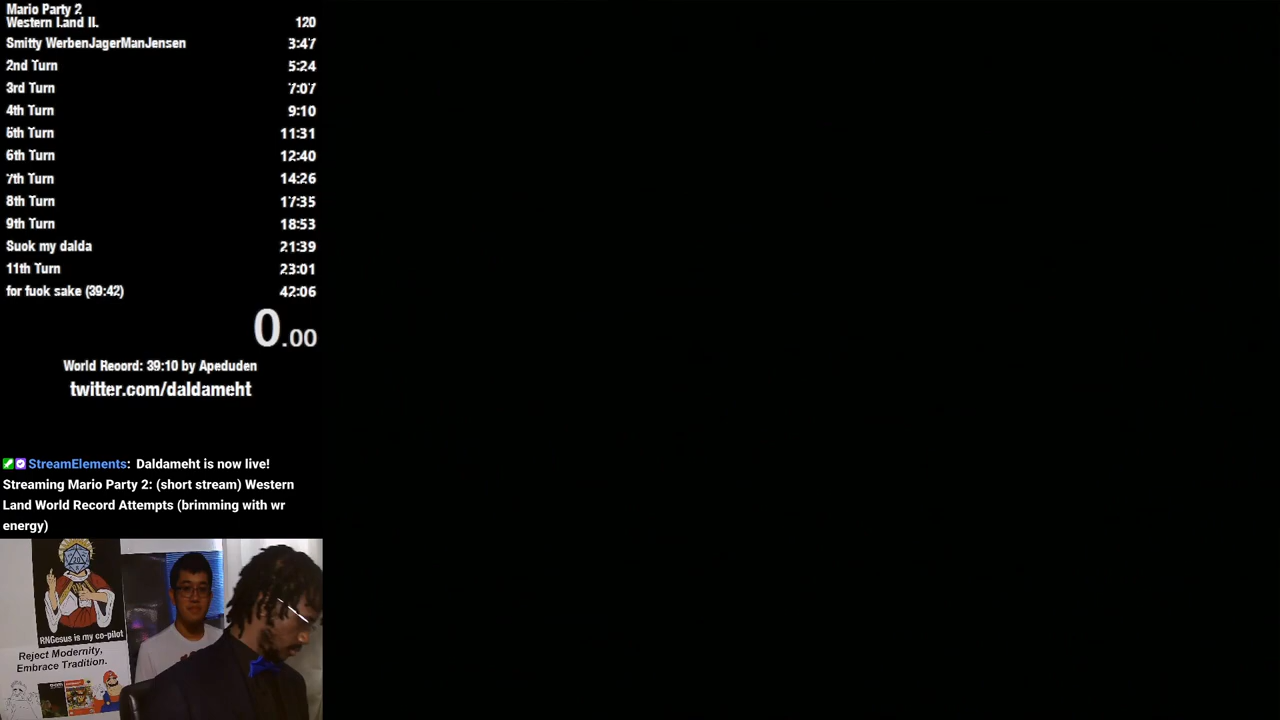 Mario Party 2
Western Land II. 120
Smitty WerbenJagerManJensen 3:47
2nd Turn 5:24
3rd Turn 7:07
4th Turn 9:10
5th Turn 11:31
6th Turn 12:40
7th Turn 14:26
8th Turn 17:35
9th Turn 18:53
Suck my dalda 21:39
11th Turn 23:01
for fuck sake (39:42) 42:06
0.00
World Record: 39:10 by Apeduden
twitter.com/daldameht
StreamElements: Daldameht is now live!
Streaming Mario Party 2: (short stream) Western
Land World Record Attempts (brimming with wr
energy)
RNGesus is my co-pilot
Reject Modernity,
Embrace Tradition.